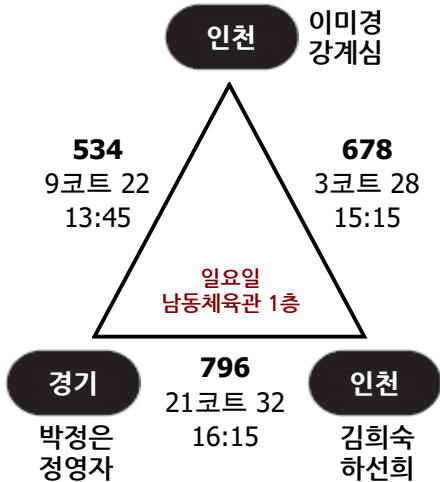 인천
이미경
강계심
534
9코트 22
13:45
678
3코트 28
15:15
일요일
남동체육관 1층
경기
박정은
정영자
796
21코트 32
16:15
인천
김희숙
하선희